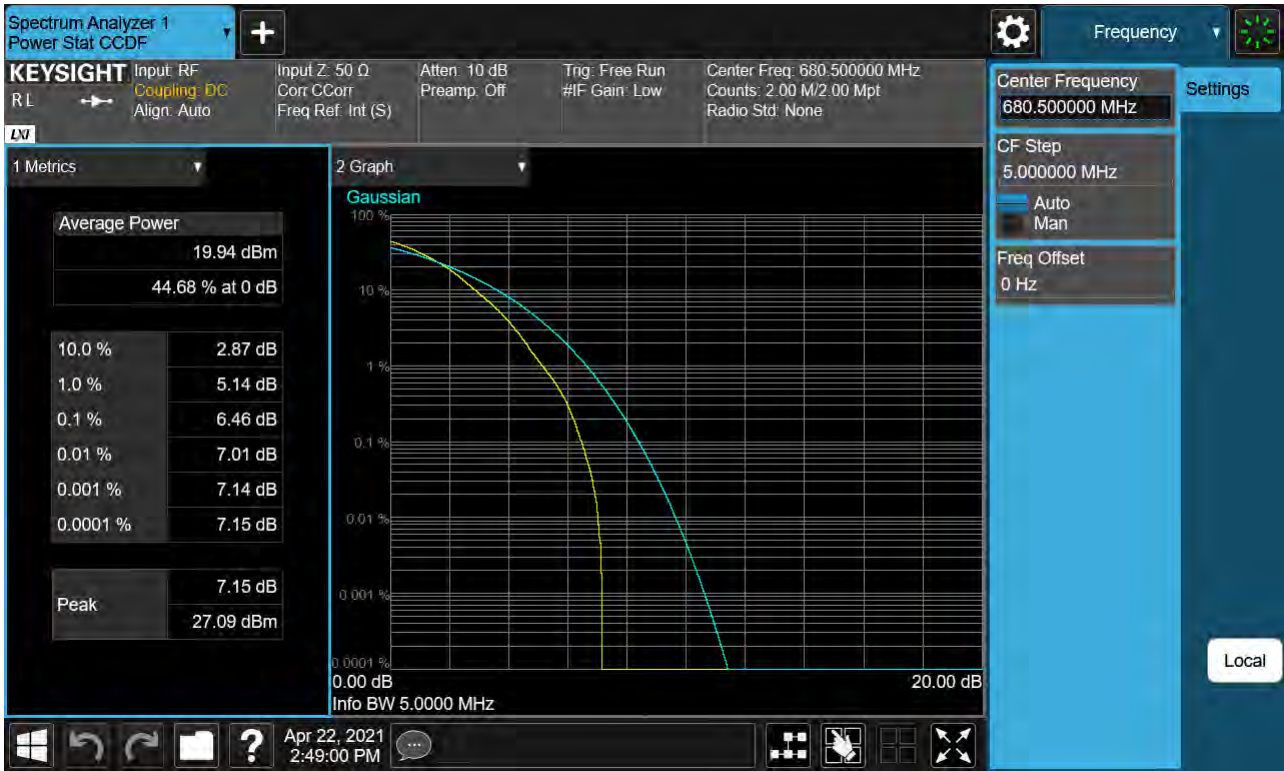 Spectrum Analyzer 1
Power Stat CCDF
Frequency
KEYSIGHT
RL
LXI
Input: RF
Coupling: DC
Align: Auto
Input Z: 50 Ω
Corr CCorr
Freq Ref: Int (S)
Atten: 10 dB
Preamp: Off
Trig: Free Run
#IF Gain: Low
Center Freq: 680.500000 MHz
Counts: 2.00 M/2.00 Mpt
Radio Std: None
Center Frequency
680.500000 MHz
Settings
CF Step
5.000000 MHz
Auto
Man
Freq Offset
0 Hz
1 Metrics
Average Power
19.94 dBm
44.68 % at 0 dB
10.0 % 2.87 dB
1.0 % 5.14 dB
0.1 % 6.46 dB
0.01 % 7.01 dB
0.001 % 7.14 dB
0.0001 % 7.15 dB
Peak
7.15 dB
27.09 dBm
2 Graph
Gaussian
100 %
10 %
1 %
0.1 %
0.01 %
0.001 %
0.0001 %
0.00 dB 20.00 dB
Info BW 5.0000 MHz
Local
?
Apr 22, 2021
2:49:00 PM